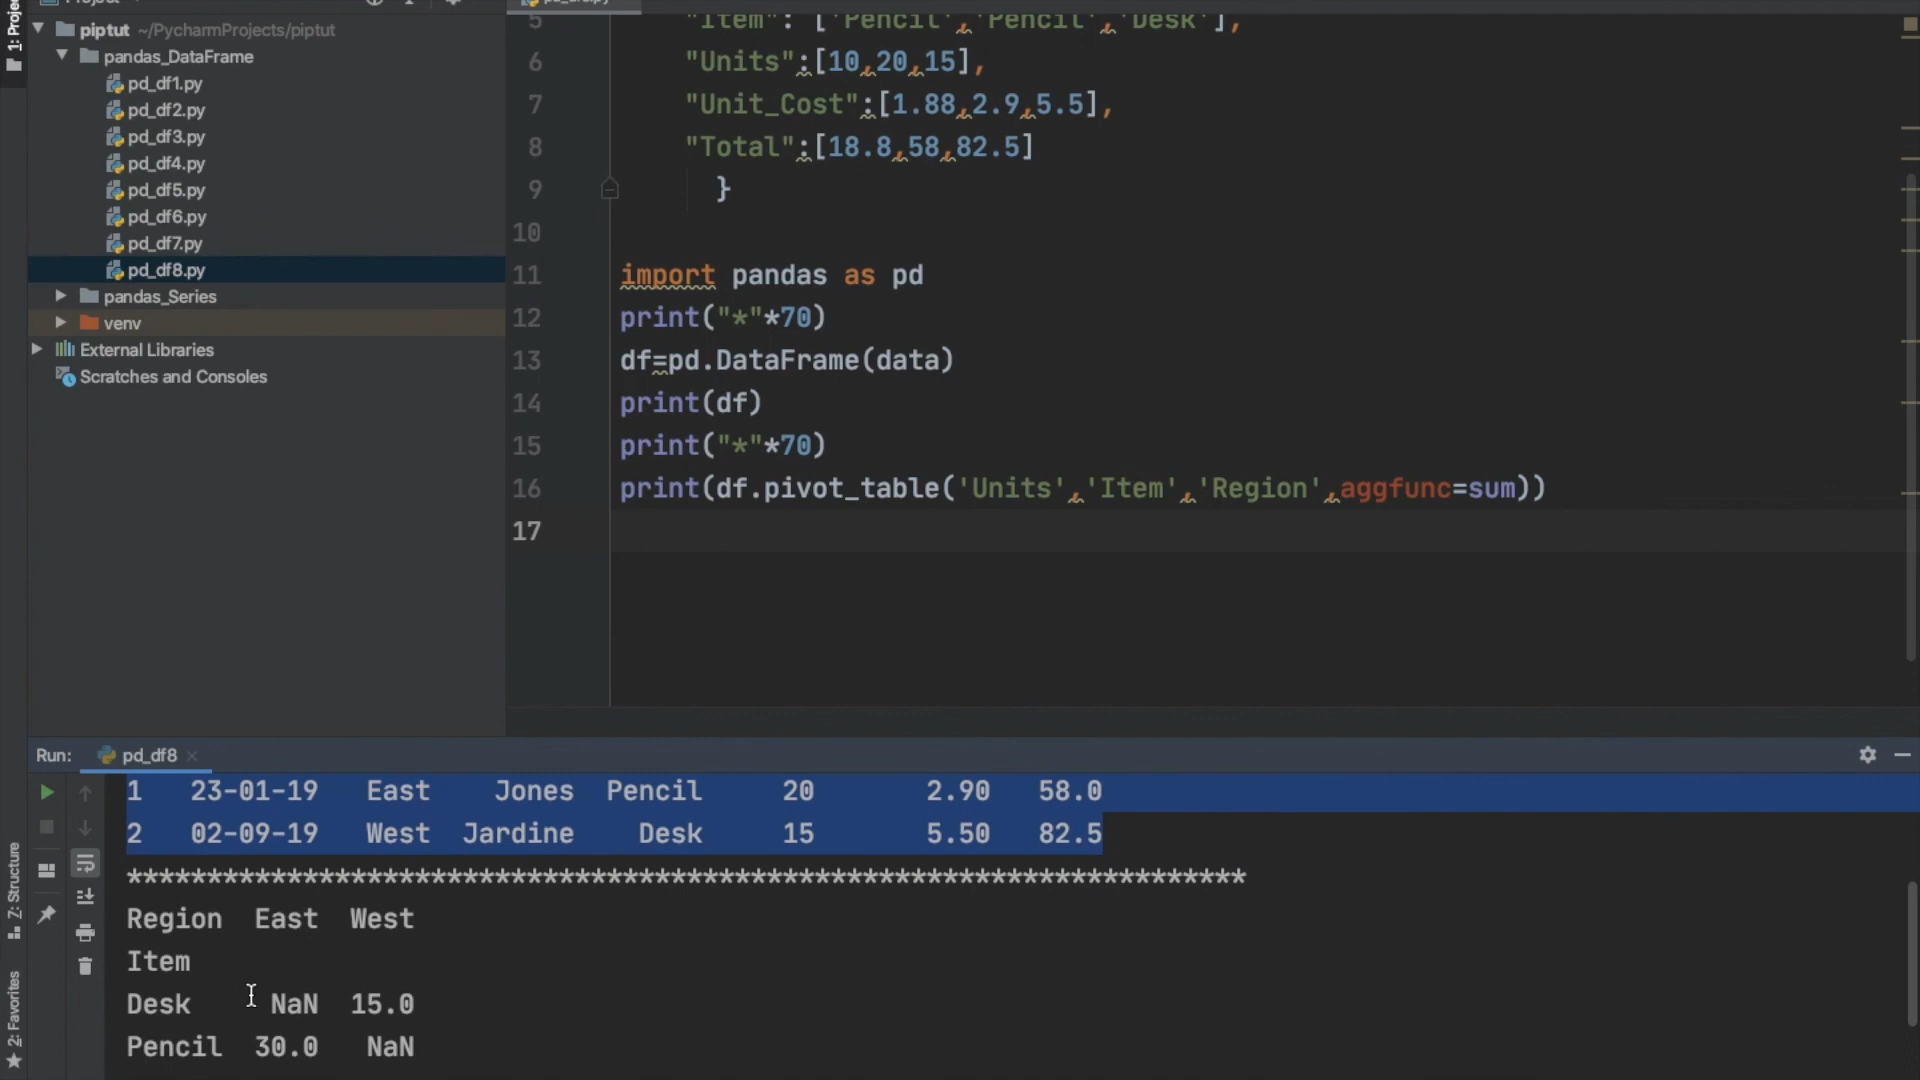 1: Project
piptut ~/PycharmProjects/piptut
pandas_DataFrame
pd_df1.py
pd_df2.py
pd_df3.py
pd_df4.py
pd_df5.py
pd_df6.py
pd_df7.py
pd_df8.py
pandas_Series
venv
External Libraries
Scratches and Consoles
5 "Item": ['Pencil','Pencil','Desk'],
6 "Units":[10,20,15],
7 "Unit_Cost":[1.88,2.9,5.5],
8 "Total":[18.8,58,82.5]
9 }
10
11 import pandas as pd
12 print("*"*70)
13 df=pd.DataFrame(data)
14 print(df)
15 print("*"*70)
16 print(df.pivot_table('Units','Item','Region',aggfunc=sum))
17
Run: pd_df8
1 23-01-19 East Jones Pencil 20 2.90 58.0
2 02-09-19 West Jardine Desk 15 5.50 82.5
**********************************************************************
Region East West
Item
Desk NaN 15.0
Pencil 30.0 NaN
Z: Structure
2: Favorites